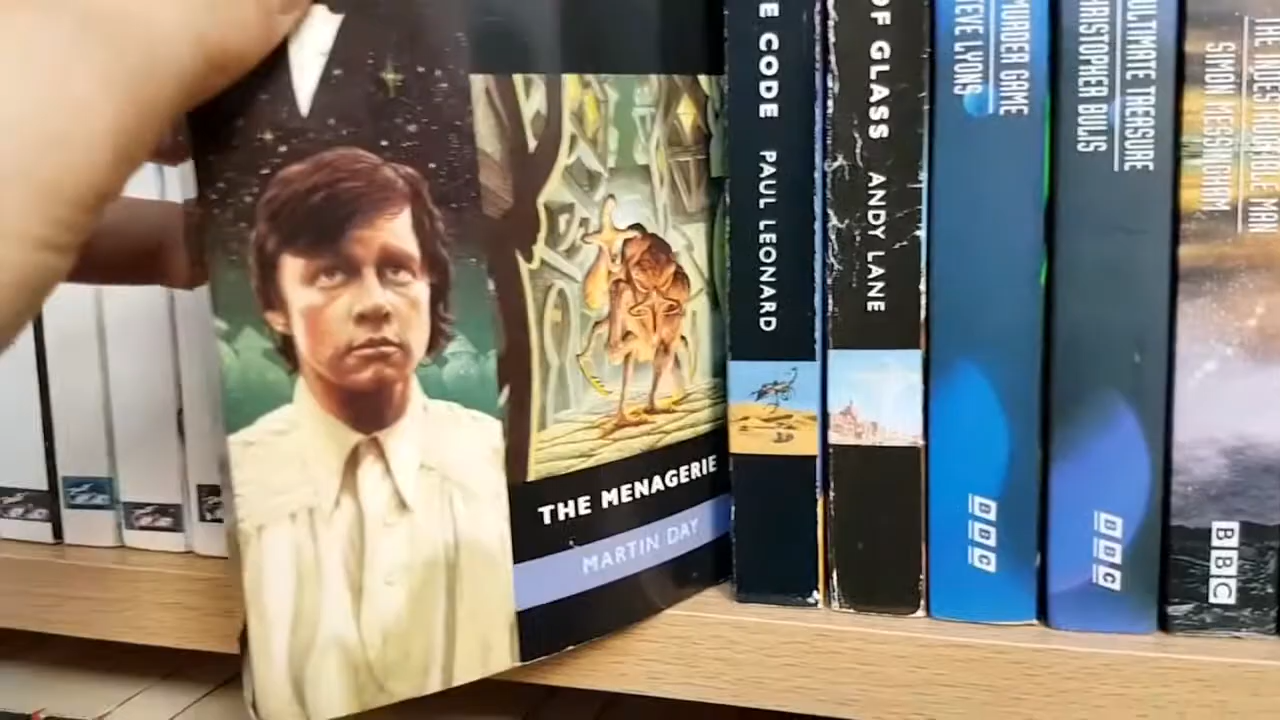 THE MENAGERIE
MARTIN DAY
E CODE PAUL LEONARD
OF GLASS ANDY LANE
MURDER GAME
EVE LYONS
BBC
ULTIMATE TREASURE
HRISTOPHER BULIS
BBC
THE INDESTRUCTIBLE MAN
SIMON MESSINGHAM
BBC